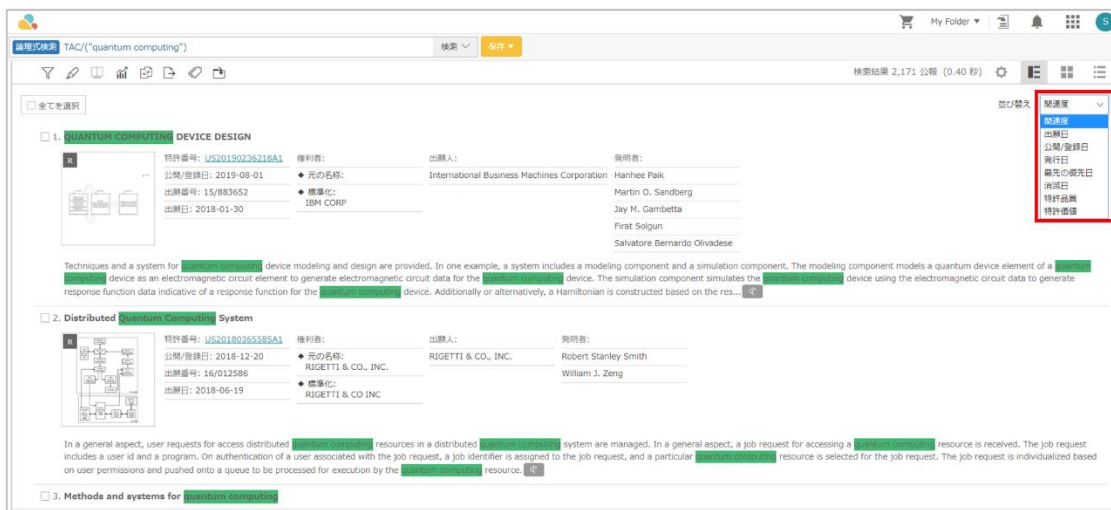 My Folder ▼
S
論理式検索 TAC/("quantum computing") 検索 保存 ▼
検索結果 2,171 公報 (0.40 秒)
全てを選択
並び替え 関連度
関連度
出願日
公開/登録日
発行日
最先の優先日
消滅日
特許品質
特許価値
1. QUANTUM COMPUTING DEVICE DESIGN
R
特許番号: US20190236218A1
公開/登録日: 2019-08-01
出願番号: 15/883652
出願日: 2018-01-30
権利者:
◆ 元の名称:
◆ 標準化:
IBM CORP
出願人:
International Business Machines Corporation
発明者:
Hanhee Paik
Martin O. Sandberg
Jay M. Gambetta
Firat Solgun
Salvatore Bernardo Olivadese
Techniques and a system for quantum computing device modeling and design are provided. In one example, a system includes a modeling component and a simulation component. The modeling component models a quantum device element of a quantum
computing device as an electromagnetic circuit element to generate electromagnetic circuit data for the quantum computing device. The simulation component simulates the quantum computing device using the electromagnetic circuit data to generate
response function data indicative of a response function for the quantum computing device. Additionally or alternatively, a Hamiltonian is constructed based on the res...
2. Distributed Quantum Computing System
R
特許番号: US20180365585A1
公開/登録日: 2018-12-20
出願番号: 16/012586
出願日: 2018-06-19
権利者:
◆ 元の名称:
RIGETTI & CO., INC.
◆ 標準化:
RIGETTI & CO INC
出願人:
RIGETTI & CO., INC.
発明者:
Robert Stanley Smith
William J. Zeng
In a general aspect, user requests for access distributed quantum computing resources in a distributed quantum computing system are managed. In a general aspect, a job request for accessing a quantum computing resource is received. The job request
includes a user id and a program. On authentication of a user associated with the job request, a job identifier is assigned to the job request, and a particular quantum computing resource is selected for the job request. The job request is individualized based
on user permissions and pushed onto a queue to be processed for execution by the quantum computing resource.
3. Methods and systems for quantum computing